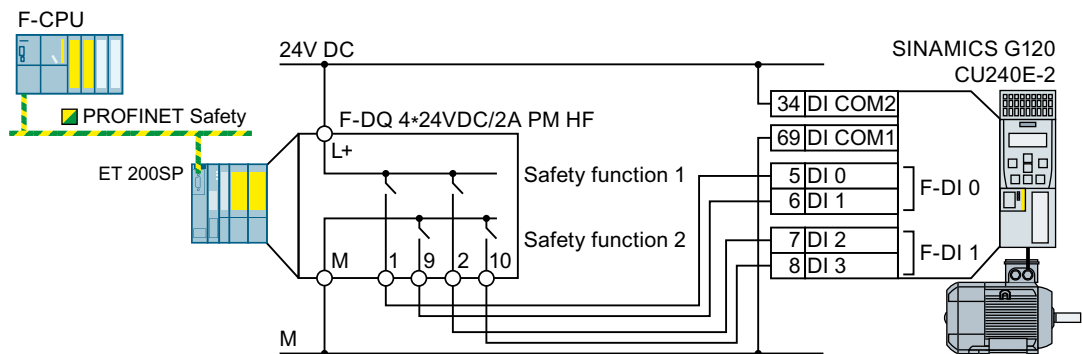 F-CPU
24V DC
SINAMICS G120
CU240E-2
PROFINET Safety
F-DQ 4*24VDC/2A PM HF
34 DI COM2
L+
69 DI COM1
ET 200SP
Safety function 1
5 DI 0
F-DI 0
6 DI 1
Safety function 2
7 DI 2
F-DI 1
M 1 9 2 10
8 DI 3
M